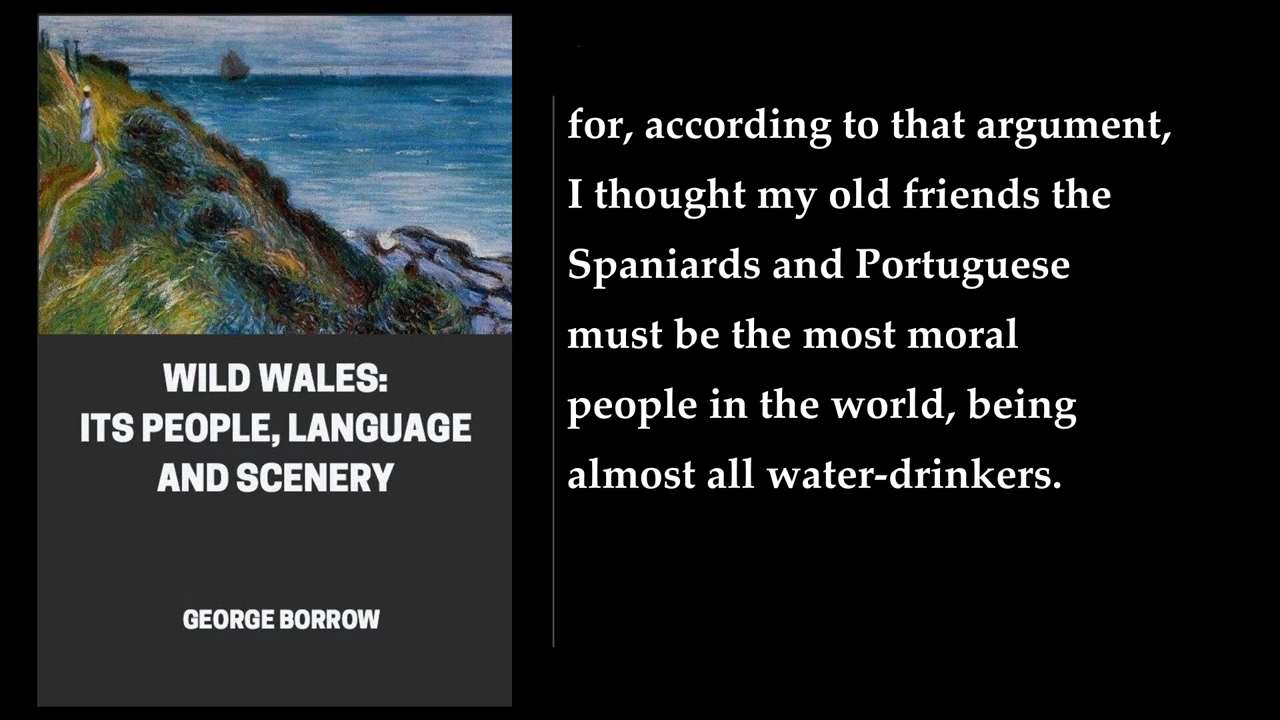 WILD WALES:
ITS PEOPLE, LANGUAGE
AND SCENERY
GEORGE BORROW
for, according to that argument,
I thought my old friends the
Spaniards and Portuguese
must be the most moral
people in the world, being
almost all water-drinkers.